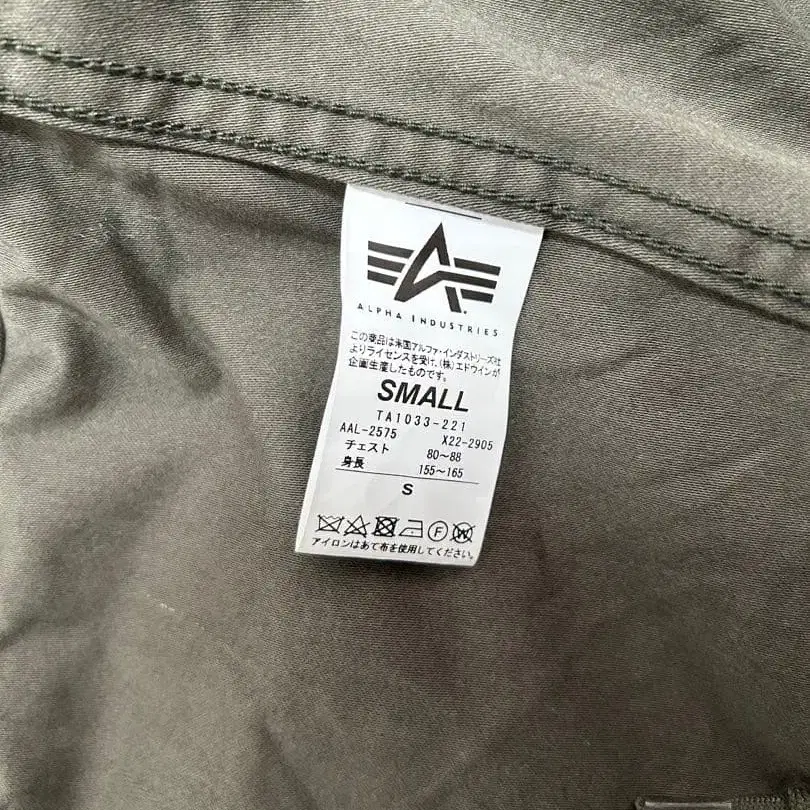 ALPHA INDUSTRIES
この商品は米国アルファ・インダストリーズ社
よりライセンスを受け、(株)エドウインが
企画生産したものです。
SMALL
TA1033-221
AAL-2575 X22-2905
チェスト 80〜88
身長 155〜165
S
F W
アイロンはあて布を使用してください。